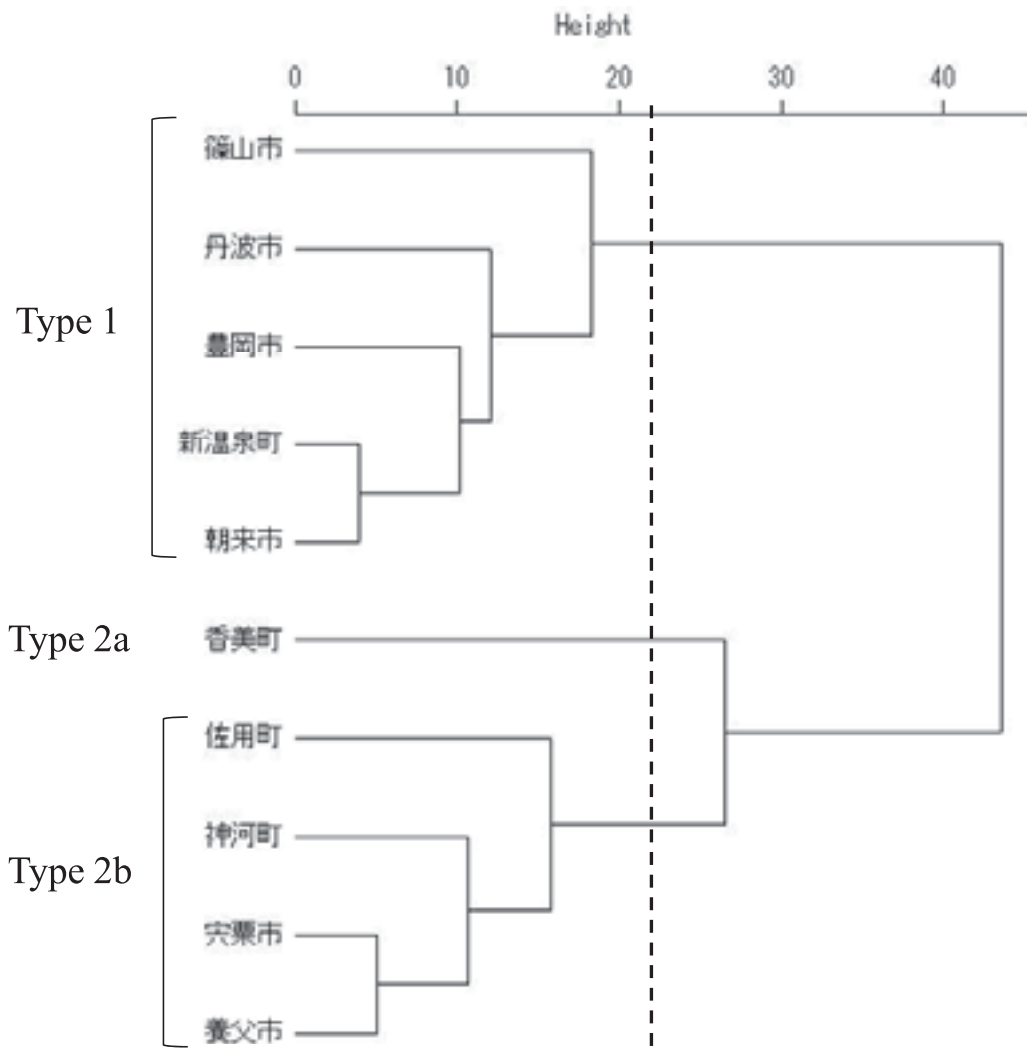 Height
0 10 20 30 40
篠山市
丹波市
Type 1
豊岡市
新温泉町
朝来市
Type 2a
香美町
佐用町
神河町
Type 2b
宍粟市
養父市